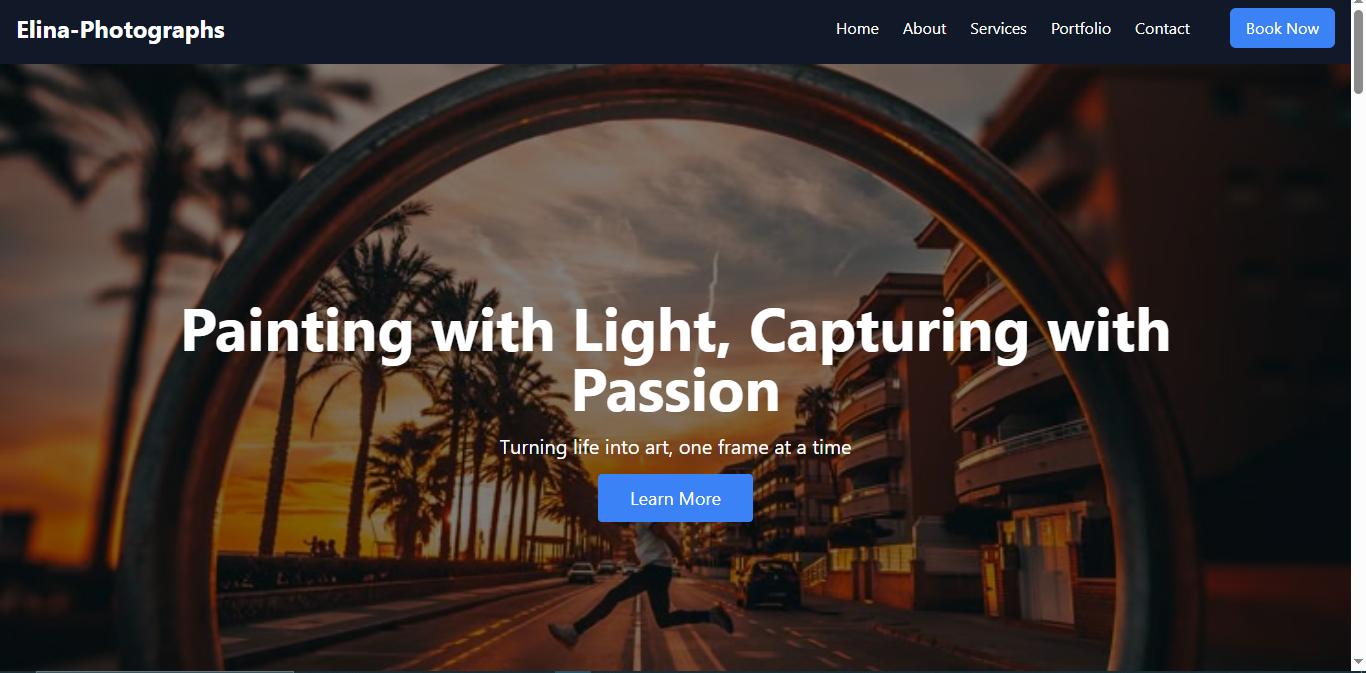 Elina-Photographs
Home About Services Portfolio Contact Book Now
Painting with Light, Capturing with
Passion
Turning life into art, one frame at a time
Learn More